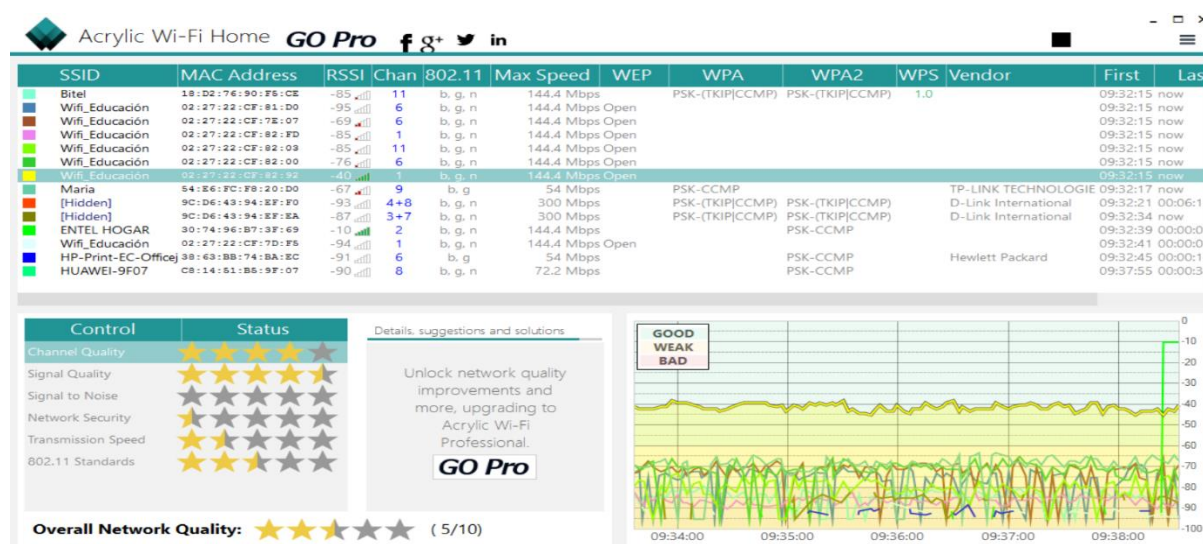 Acrylic Wi-Fi Home GO Pro f g+ in
SSID MAC Address RSSI Chan 802.11 Max Speed WEP WPA WPA2 WPS Vendor First Las
Bitel 18:D2:76:90:F5:CE -85 11 b, g, n 144.4 Mbps PSK-(TKIP|CCMP) PSK-(TKIP|CCMP) 1.0 09:32:15 now
Wifi_Educación 02:27:22:CF:81:D0 -95 6 b, g, n 144.4 Mbps Open 09:32:15 now
Wifi_Educación 02:27:22:CF:7E:07 -69 6 b, g, n 144.4 Mbps Open 09:32:15 now
Wifi_Educación 02:27:22:CF:82:FD -85 1 b, g, n 144.4 Mbps Open 09:32:15 now
Wifi_Educación 02:27:22:CF:82:03 -85 11 b, g, n 144.4 Mbps Open 09:32:15 now
Wifi_Educación 02:27:22:CF:82:00 -76 6 b, g, n 144.4 Mbps Open 09:32:15 now
Wifi_Educación 02:27:22:CF:82:92 -40 1 b, g, n 144.4 Mbps Open 09:32:15 now
Maria 54:E6:FC:F8:20:D0 -67 9 b, g 54 Mbps PSK-CCMP TP-LINK TECHNOLOGIE 09:32:17 now
[Hidden] 9C:D6:43:94:EF:F0 -93 4+8 b, g, n 300 Mbps PSK-(TKIP|CCMP) PSK-(TKIP|CCMP) D-Link International 09:32:21 00:06:1
[Hidden] 9C:D6:43:94:EF:EA -87 3+7 b, g, n 300 Mbps PSK-(TKIP|CCMP) PSK-(TKIP|CCMP) D-Link International 09:32:34 now
ENTEL HOGAR 30:74:96:B7:3F:69 -10 2 b, g, n 144.4 Mbps PSK-CCMP 09:32:39 00:00:0
Wifi_Educación 02:27:22:CF:7D:F5 -94 1 b, g, n 144.4 Mbps Open 09:32:41 00:00:0
HP-Print-EC-Officej 38:63:BB:74:BA:EC -91 6 b, g 54 Mbps PSK-CCMP Hewlett Packard 09:32:45 00:00:1
HUAWEI-9F07 C8:14:51:B5:9F:07 -90 8 b, g, n 72.2 Mbps PSK-CCMP 09:37:55 00:00:3
Control Status
Channel Quality
Signal Quality
Signal to Noise
Network Security
Transmission Speed
802.11 Standards
Overall Network Quality: ( 5/10)
Details, suggestions and solutions
Unlock network quality
improvements and
more, upgrading to
Acrylic Wi-Fi
Professional.
GO Pro
GOOD
WEAK
BAD
0
-10
-20
-30
-40
-50
-60
-70
-80
-90
-100
09:34:00 09:35:00 09:36:00 09:37:00 09:38:00